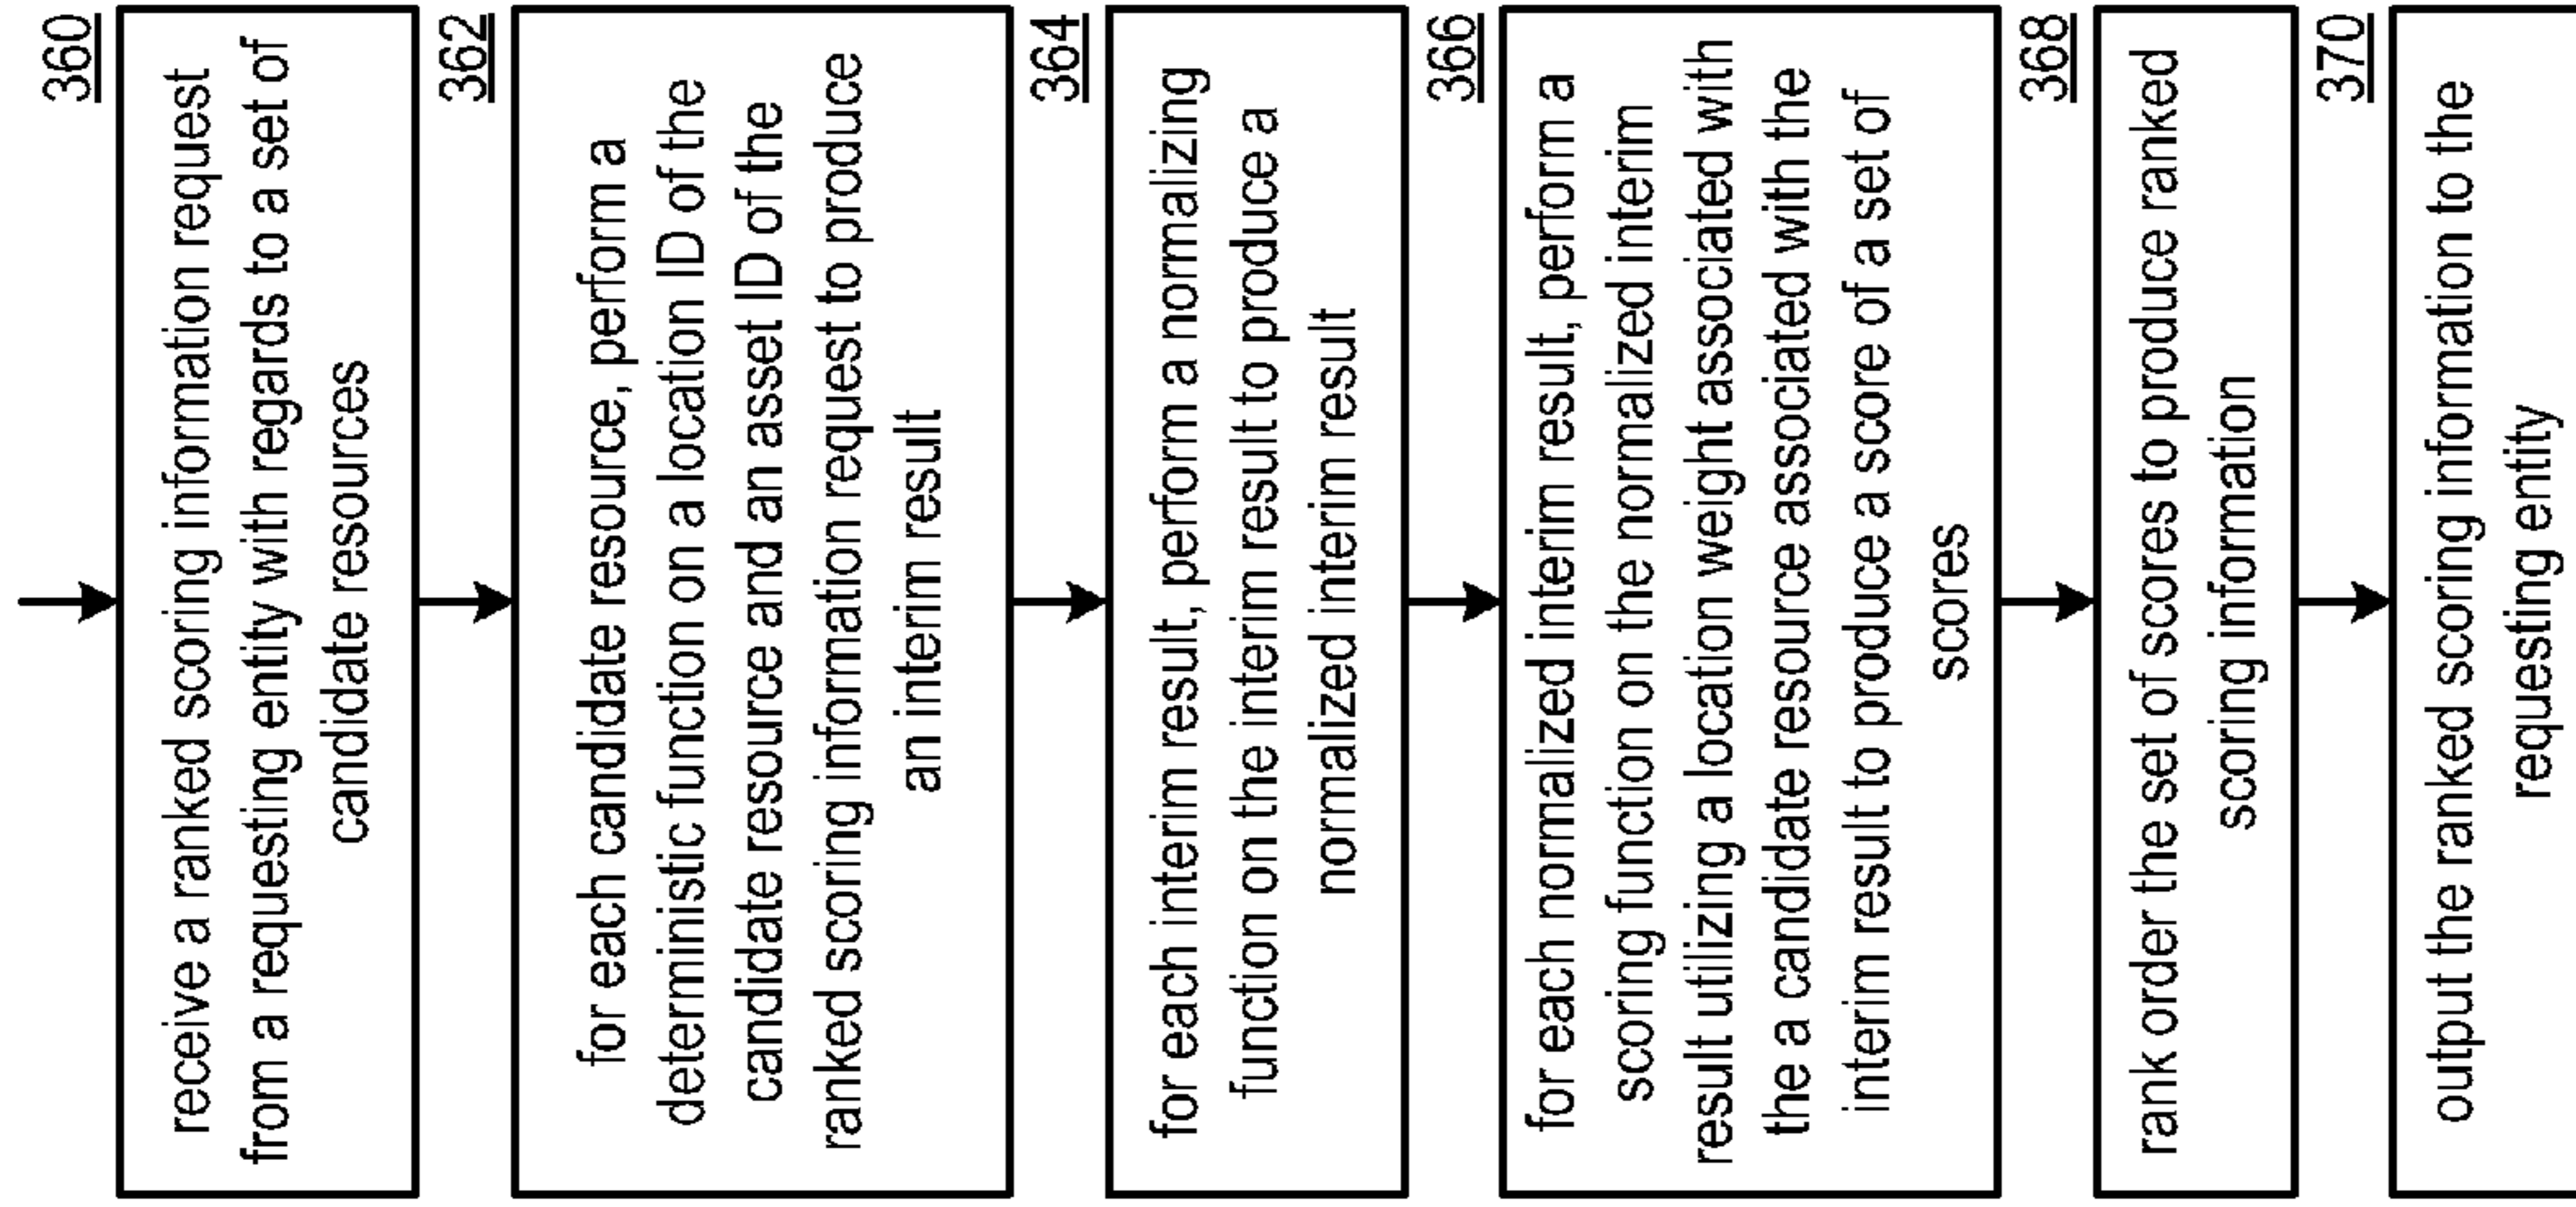 360
receive a ranked scoring information request
from a requesting entity with regards to a set of
candidate resources
362
for each candidate resource, perform a
deterministic function on a location ID of the
candidate resource and an asset ID of the
ranked scoring information request to produce
an interim result
364
for each interim result, perform a normalizing
function on the interim result to produce a
normalized interim result
366
for each normalized interim result, perform a
scoring function on the normalized interim
result utilizing a location weight associated with
the a candidate resource associated with the
interim result to produce a score of a set of
scores
368
rank order the set of scores to produce ranked
scoring information
370
output the ranked scoring information to the
requesting entity